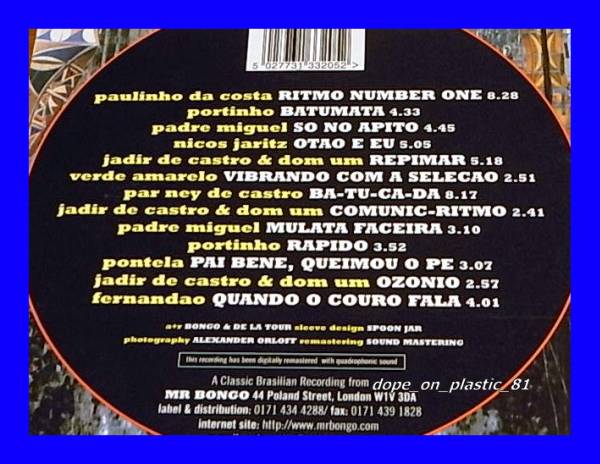 5 027731 332052 >
paulinho da costa RITMO NUMBER ONE 8.28
portinho BATUMATA 4.33
padre miguel SO NO APITO 4.45
nicos jaritz OTAO E EU 5.05
jadir de castro & dom um REPIMAR 5.18
verde amarelo VIBRANDO COM A SELECAO 2.51
par ney de castro BA-TU-CA-DA 8.17
jadir de castro & dom um COMUNIC-RITMO 2.41
padre miguel MULATA FACEIRA 3.10
portinho RAPIDO 3.52
pontela PAI BENE, QUEIMOU O PE 3.07
jadir de castro & dom um OZONIO 2.57
fernandao QUANDO O COURO FALA 4.01
a+r BONGO & DE LA TOUR sleeve design SPOON JAR
photography ALEXANDER ORLOFF remastering SOUND MASTERING
this recording has been digitally remastered with quadrophonic sound
A Classic Brasilian Recording from
dope_on_plastic_81
MR BONGO 44 Poland Street, London W1V 3DA
label & distribution: 0171 434 4288/ fax: 0171 439 1828
internet site: http://www.mrbongo.com